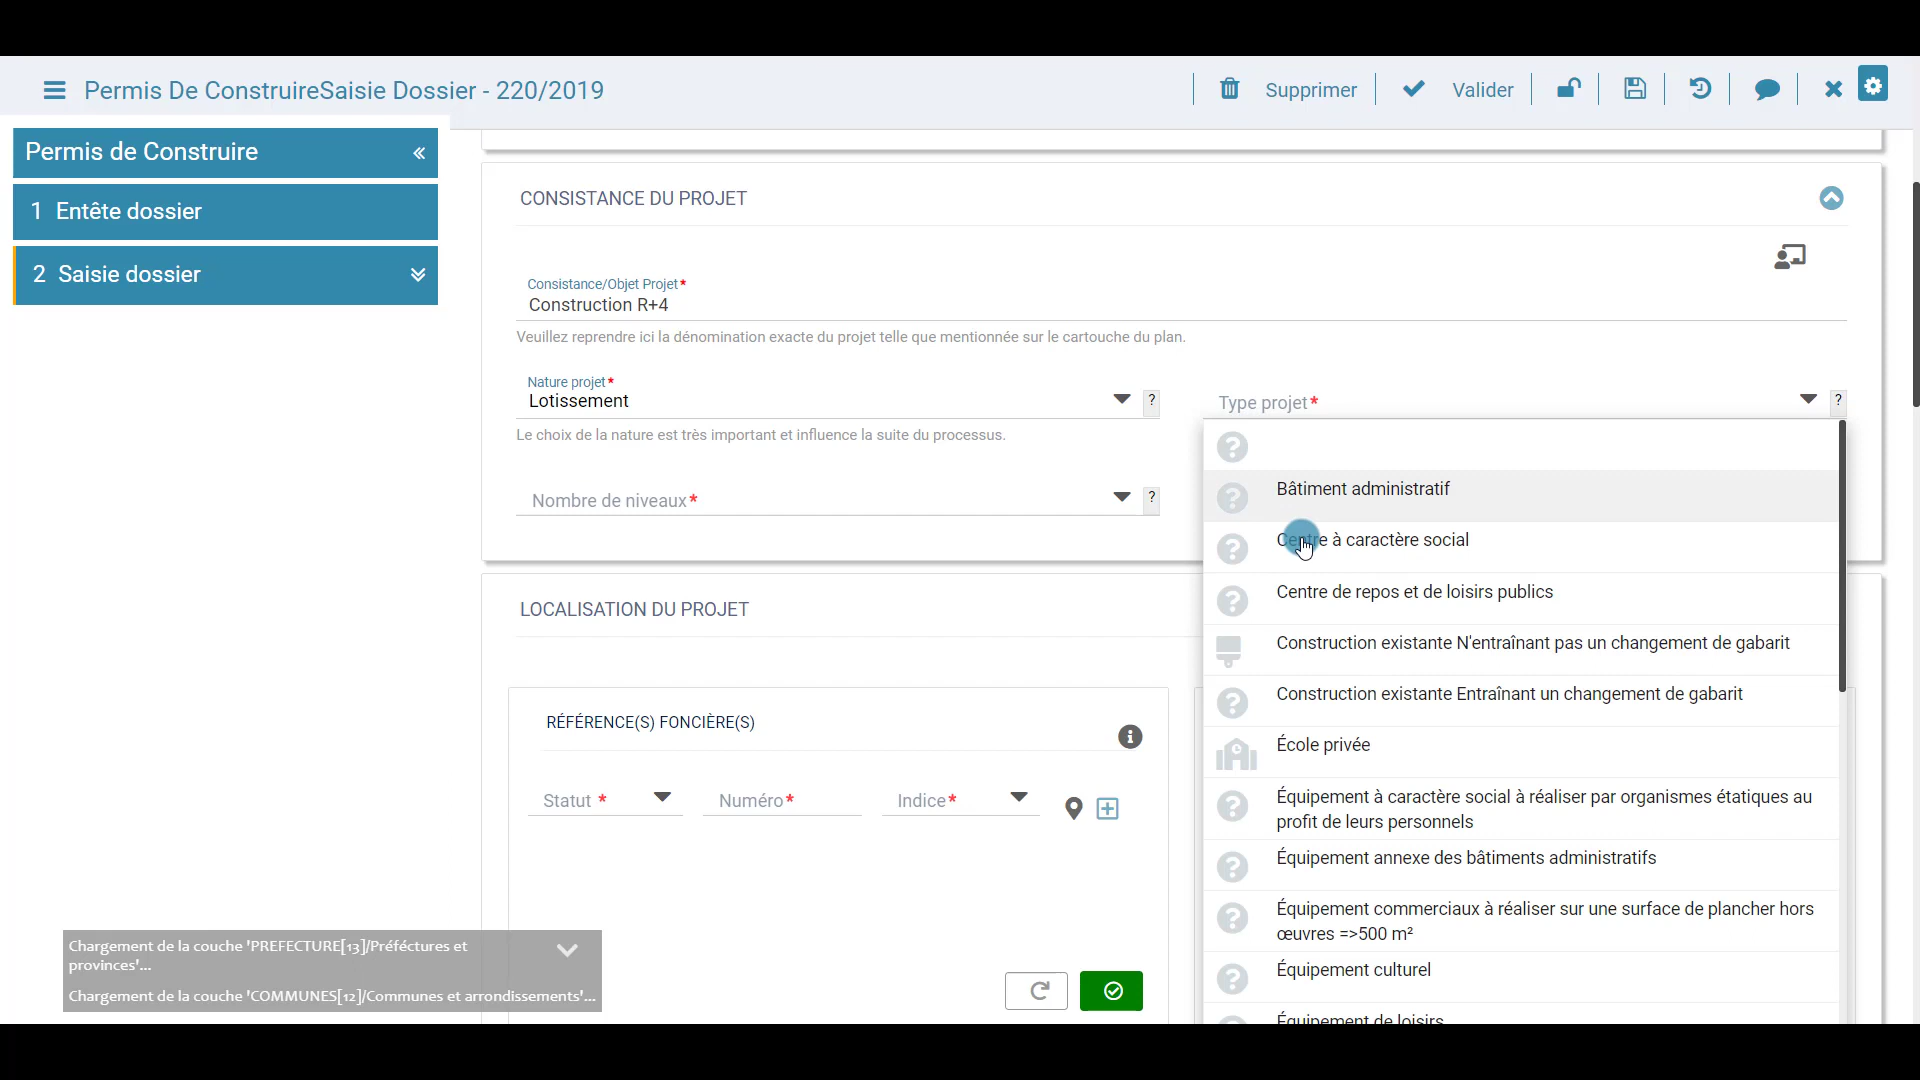 Permis De ConstruireSaisie Dossier - 220/2019
Supprimer
Valider
Permis de Construire
1 Entête dossier
2 Saisie dossier
CONSISTANCE DU PROJET
Consistance/Objet Projet*
Construction R+4
Veuillez reprendre ici la dénomination exacte du projet telle que mentionnée sur le cartouche du plan.
Nature projet*
Lotissement
?
Le choix de la nature est très important et influence la suite du processus.
Nombre de niveaux*
?
Type projet*
?
Bâtiment administratif
Centre à caractère social
Centre de repos et de loisirs publics
Construction existante N'entraînant pas un changement de gabarit
Construction existante Entraînant un changement de gabarit
École privée
Équipement à caractère social à réaliser par organismes étatiques au
profit de leurs personnels
Équipement annexe des bâtiments administratifs
Équipement commerciaux à réaliser sur une surface de plancher hors
œuvres =>500 m²
Équipement culturel
Équipement de loisirs
LOCALISATION DU PROJET
RÉFÉRENCE(S) FONCIÈRE(S)
Statut *
Numéro*
Indice*
Chargement de la couche 'PREFECTURE[13]/Préféctures et
provinces'...
Chargement de la couche 'COMMUNES[12]/Communes et arrondissements'...